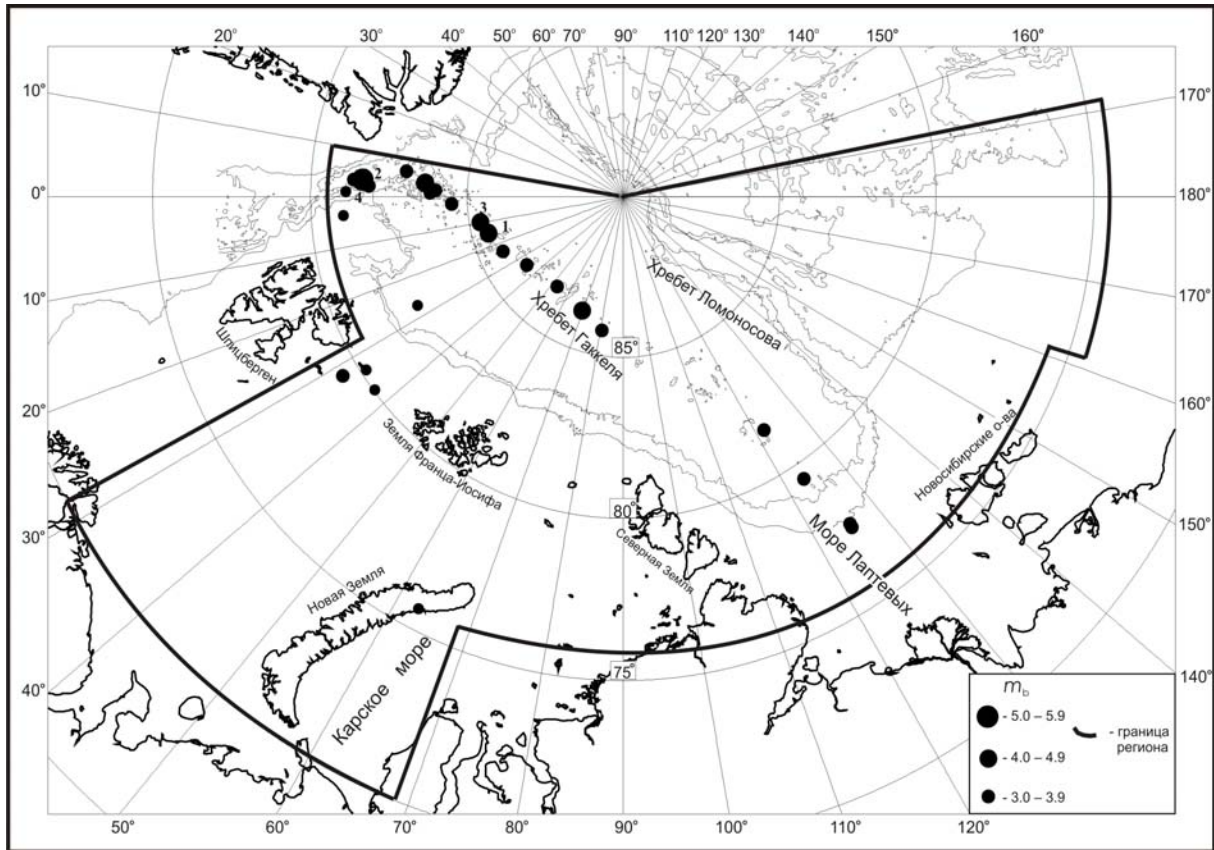 20° 30° 40° 50° 60° 70° 90° 110° 120° 130° 140° 150° 160°
10°
170°
2
0°
180°
4
3
1
Хребет Ломоносова
Хребет Гаккеля
10°
170°
85°
Шпицберген
20°
160°
Земля Франца-Иосифа
Новосибирские о-ва
80°
30°
150°
Море Лаптевых
Северная Земля
Новая Земля
Карское море
75°
40°
140°
m_b
- 5.0 – 5.9
- граница
региона
- 4.0 – 4.9
- 3.0 – 3.9
50° 60° 70° 80° 90° 100° 110° 120°